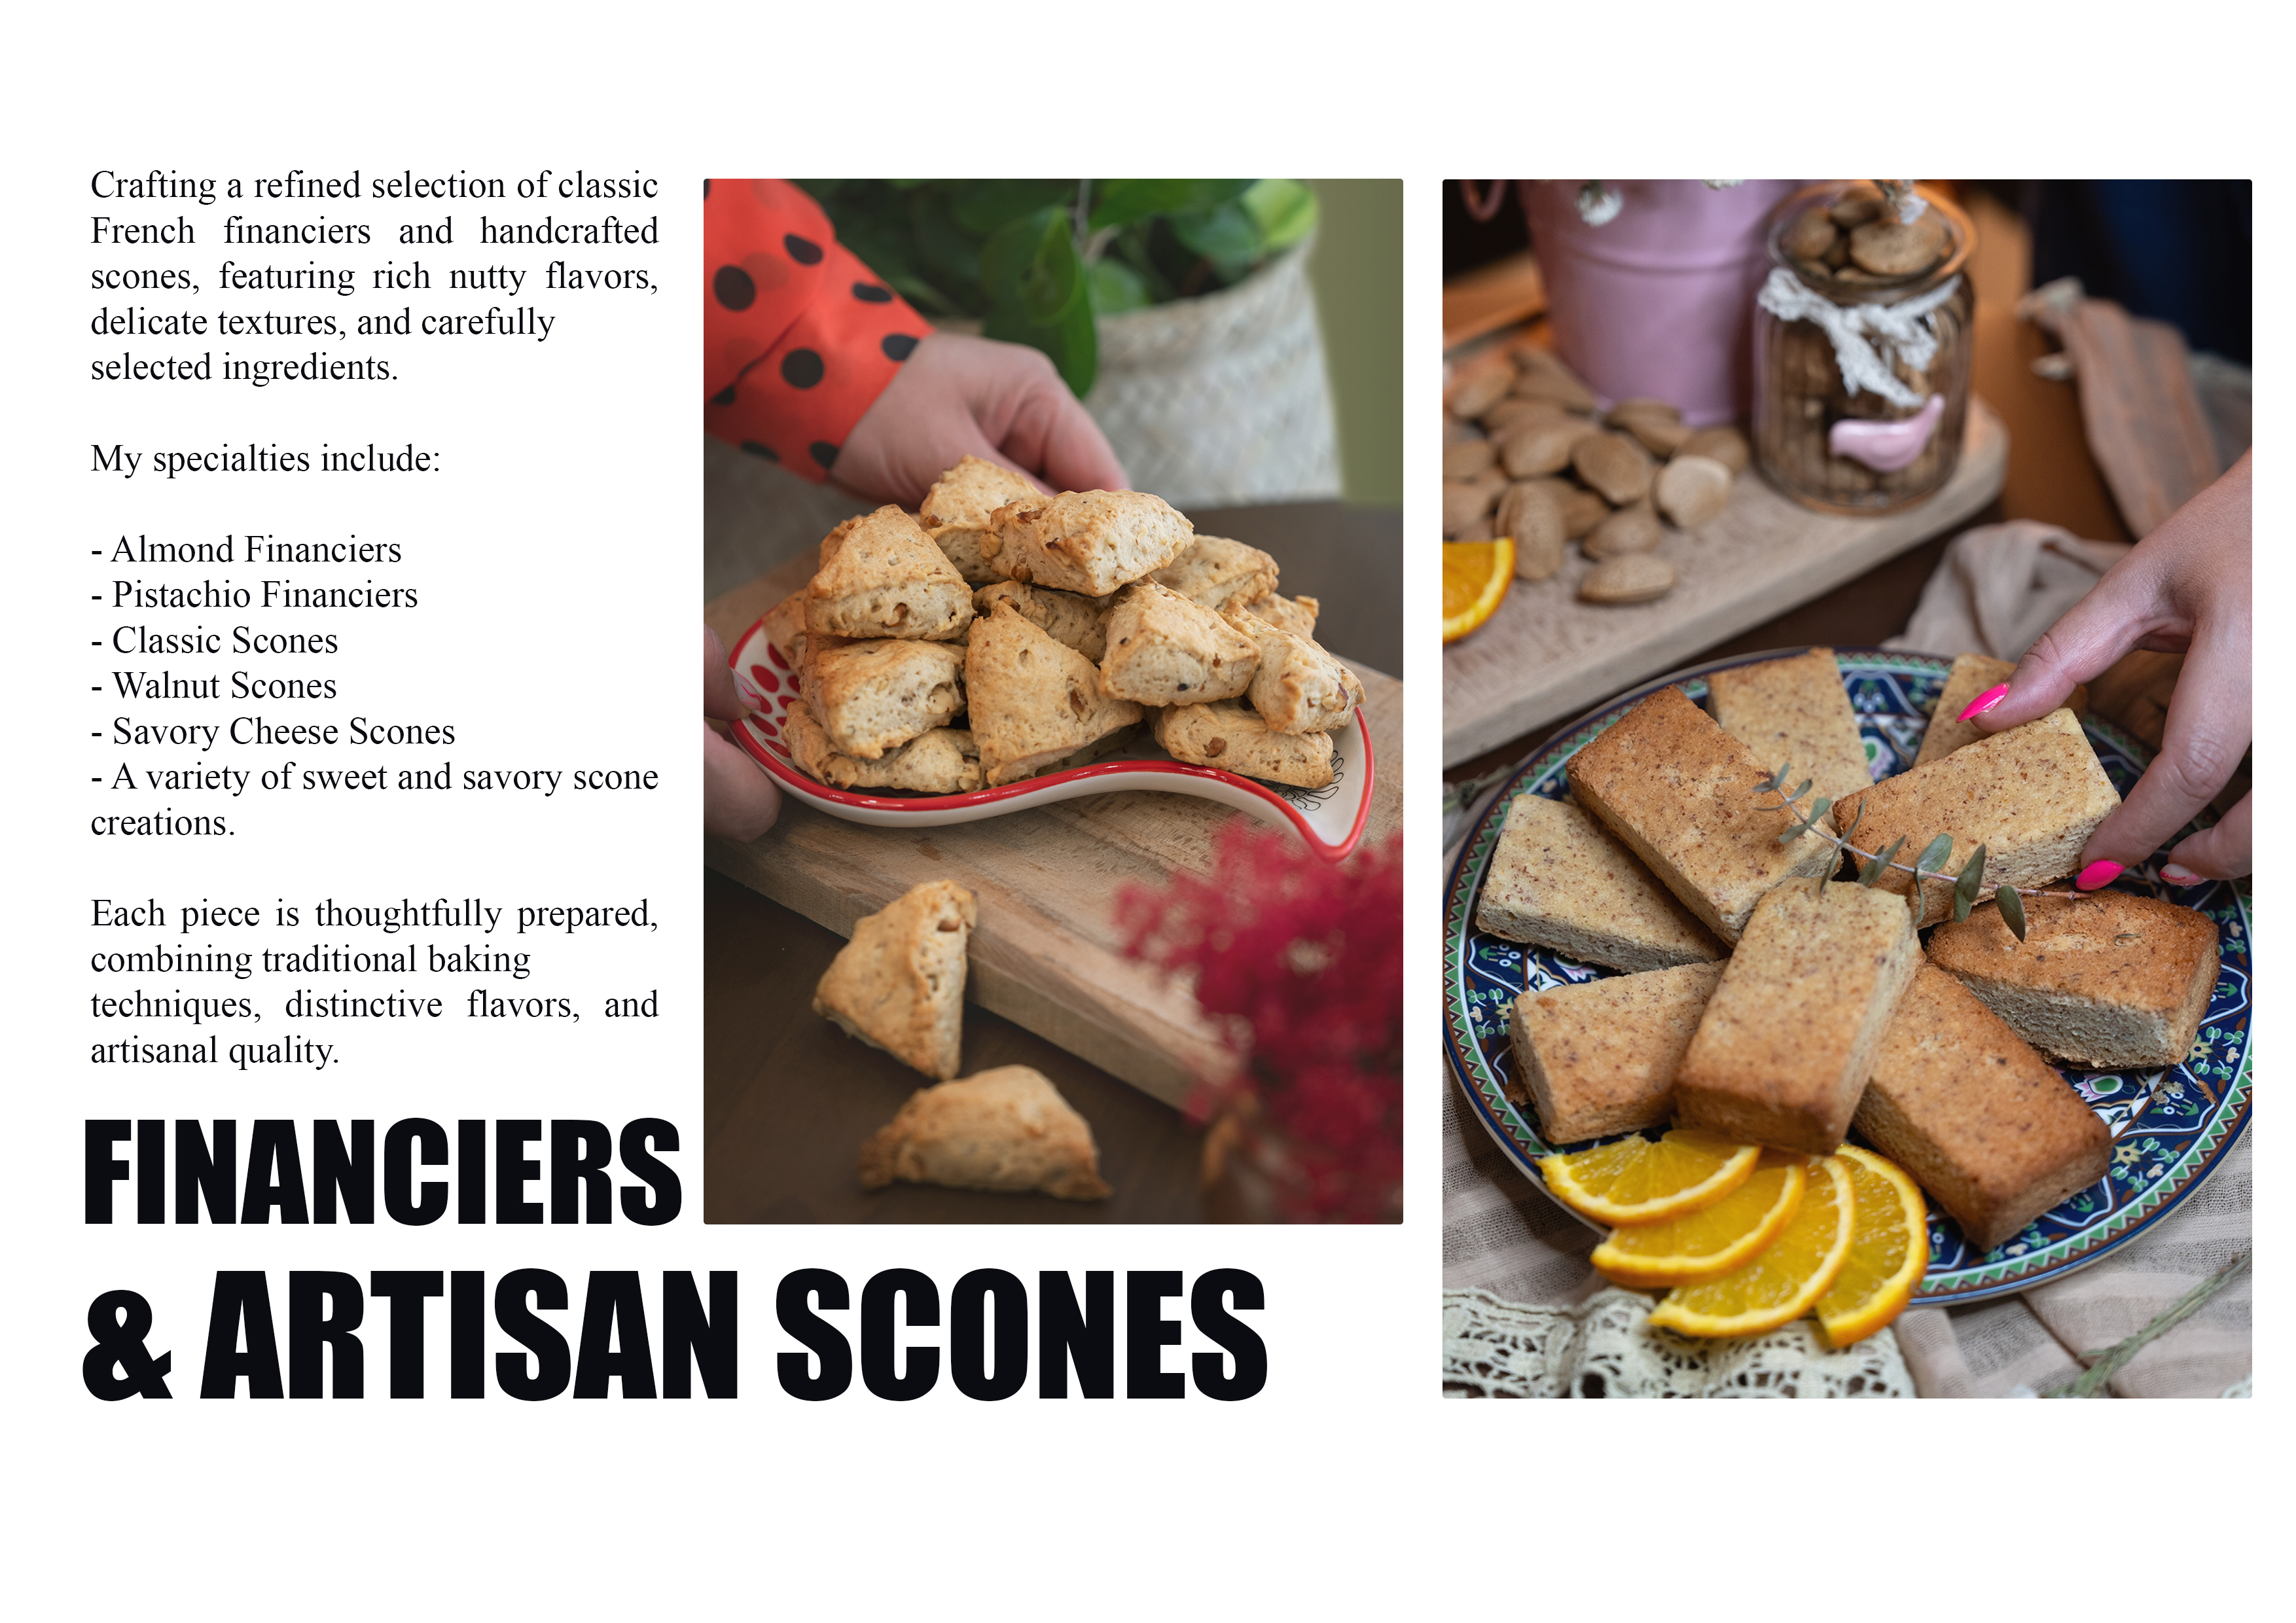 Crafting a refined selection of classic
French financiers and handcrafted
scones, featuring rich nutty flavors,
delicate textures, and carefully
selected ingredients.
My specialties include:
- Almond Financiers
- Pistachio Financiers
- Classic Scones
- Walnut Scones
- Savory Cheese Scones
- A variety of sweet and savory scone
creations.
Each piece is thoughtfully prepared,
combining traditional baking
techniques, distinctive flavors, and
artisanal quality.
FINANCIERS
& ARTISAN SCONES